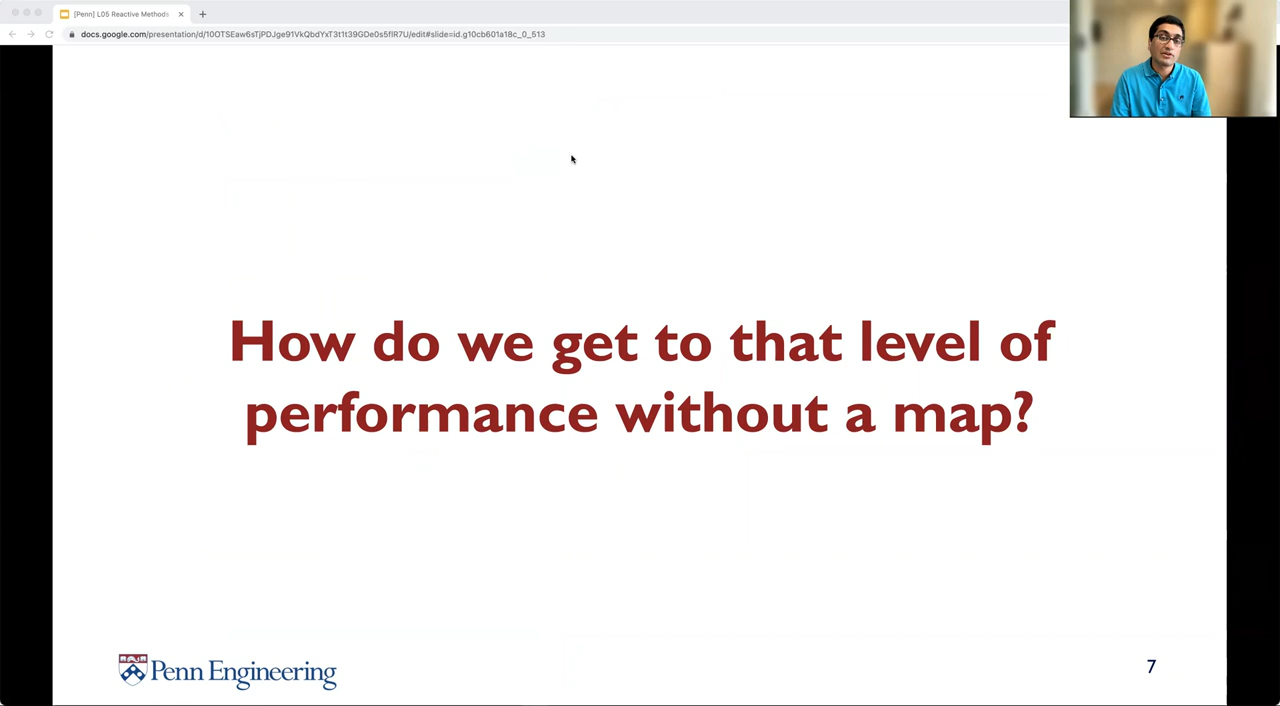 [Penn] L05 Reactive Methods
docs.google.com/presentation/d/10OTSEaw6sTjPDJge91VkQbdYxT3t1t39GDe0s5flR7U/edit#slide=id.g10cb601a18c_0_513
How do we get to that level of
performance without a map?
Penn Engineering
7